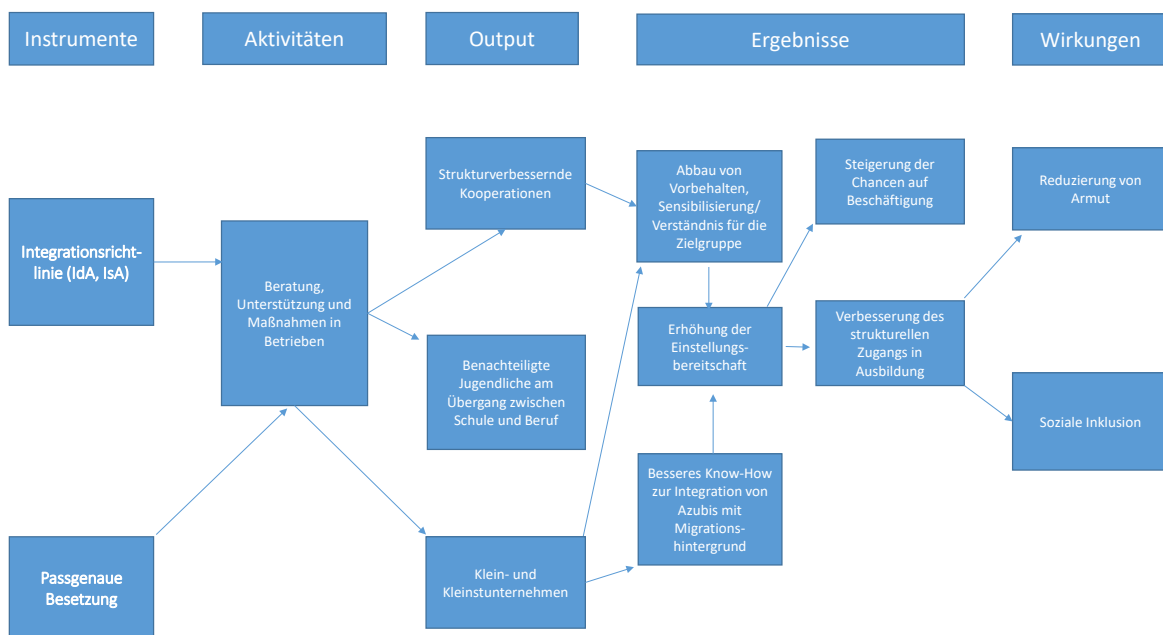 Instrumente
Aktivitäten
Output
Ergebnisse
Wirkungen
Integrationsricht-
linie (IdA, IsA)
Passgenaue
Besetzung
Beratung,
Unterstützung und
Maßnahmen in
Betrieben
Strukturverbessernde
Kooperationen
Benachteiligte
Jugendliche am
Übergang zwischen
Schule und Beruf
Klein- und
Kleinstunternehmen
Abbau von
Vorbehalten,
Sensibilisierung/
Verständnis für die
Zielgruppe
Erhöhung der
Einstellungs-
bereitschaft
Besseres Know-How
zur Integration von
Azubis mit
Migrations-
hintergrund
Steigerung der
Chancen auf
Beschäftigung
Verbesserung des
strukturellen
Zugangs in
Ausbildung
Reduzierung von
Armut
Soziale Inklusion